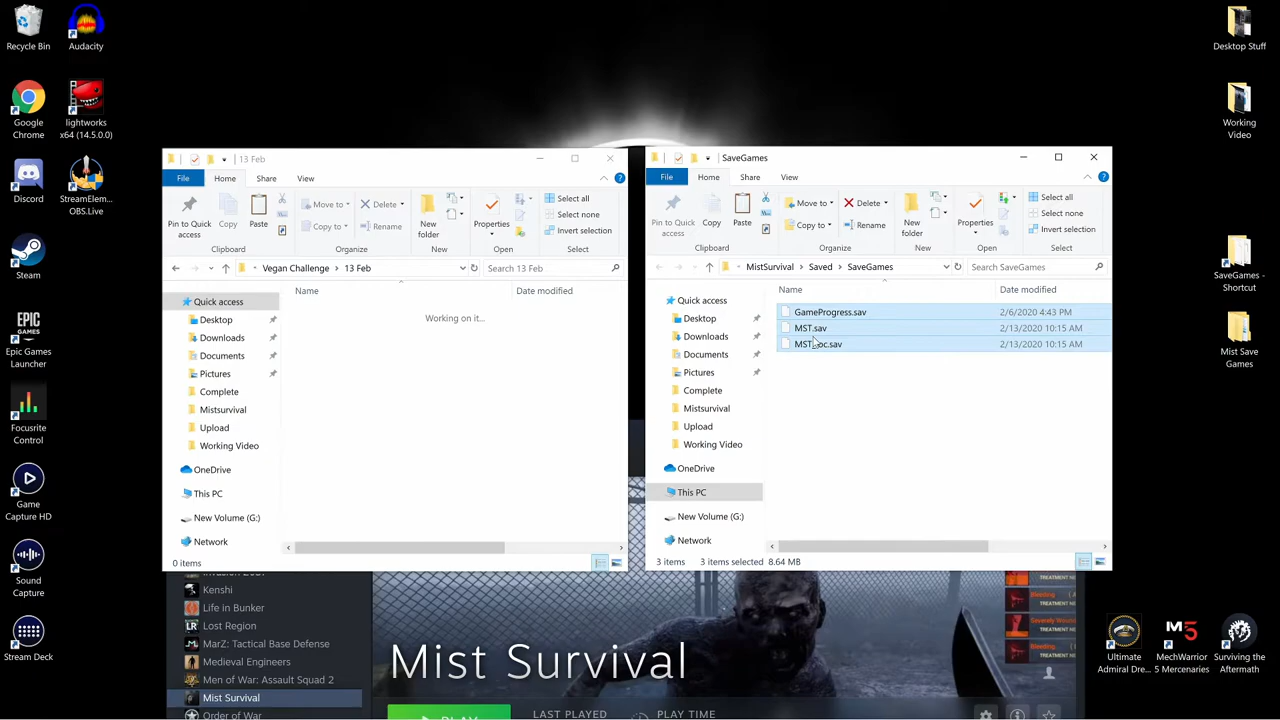 Recycle Bin
Audacity
Google
Chrome
lightworks
x64 (14.5.0.0)
Discord
StreamElem...
OBS.Live
Steam
Epic Games
Launcher
Focusrite
Control
Game
Capture HD
Sound
Capture
Stream Deck
13 Feb
File
Home
Share
View
Pin to Quick
access
Copy
Paste
Move to
Copy to
Delete
Rename
New
folder
Properties
Select all
Select none
Invert selection
Clipboard
Organize
New
Open
Select
Vegan Challenge
13 Feb
Search 13 Feb
Name
Date modified
Working on it...
Quick access
Desktop
Downloads
Documents
Pictures
Complete
Mistsurvival
Upload
Working Video
OneDrive
This PC
New Volume (G:)
Network
0 items
SaveGames
File
Home
Share
View
Pin to Quick
access
Copy
Paste
Move to
Copy to
Delete
Rename
New
folder
Properties
Select all
Select none
Invert selection
Clipboard
Organize
New
Open
Select
MistSurvival
Saved
SaveGames
Search SaveGames
Name
Date modified
GameProgress.sav 2/6/2020 4:43 PM
MST.sav 2/13/2020 10:15 AM
2/13/2020 10:15 AM
Quick access
Desktop
Downloads
Documents
Pictures
Complete
Mistsurvival
Upload
Working Video
OneDrive
This PC
New Volume (G:)
Network
3 items 3 items selected 8.64 MB
Kenshi
Life in Bunker
Lost Region
MarZ: Tactical Base Defense
Medieval Engineers
Men of War: Assault Squad 2
Mist Survival
Order of War
Mist Survival
PLAY
LAST PLAYED
PLAY TIME
Desktop Stuff
Working
Video
SaveGames -
Shortcut
Mist Save
Games
Ultimate
Admiral Dre...
MechWarrior
5 Mercenaries
Surviving the
Aftermath